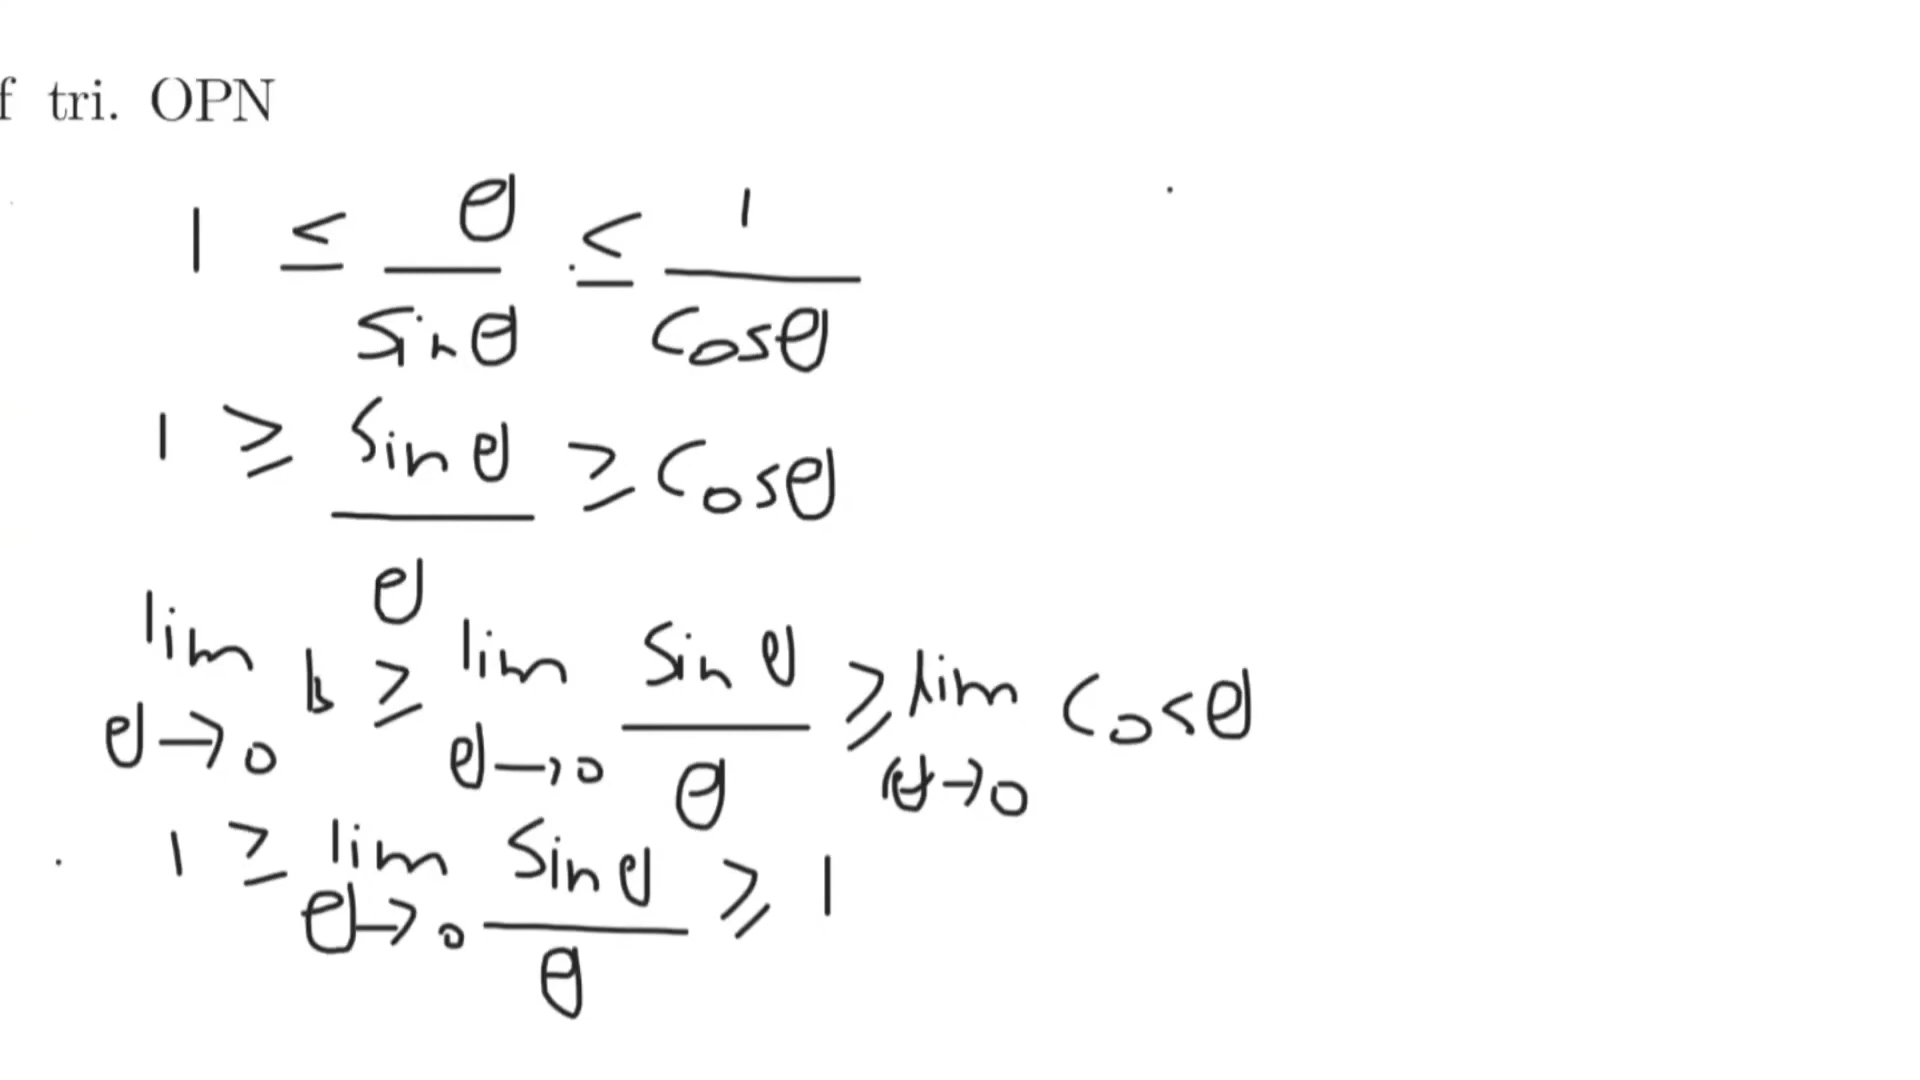 f tri. OPN
1 ≤ θ/sinθ ≤ 1/cosθ
1 ≥ sinθ/θ ≥ cosθ
lim θ→0 1 ≥ lim θ→0 sinθ/θ ≥ lim θ→0 cosθ
1 ≥ lim θ→0 sinθ/θ ≥ 1